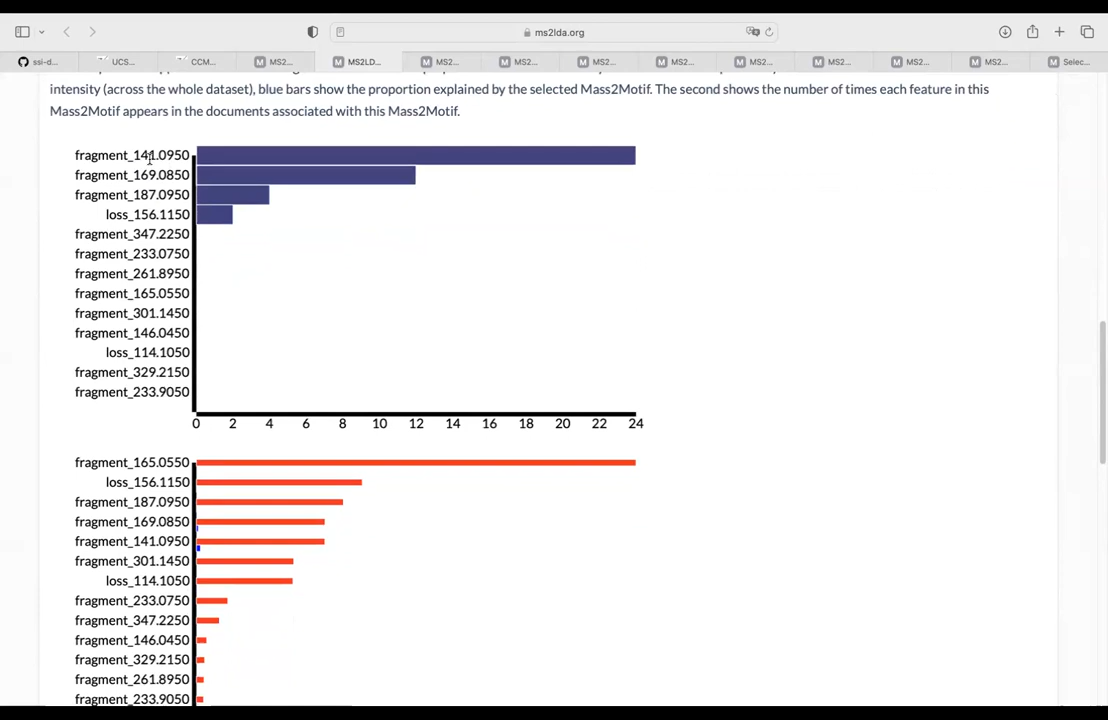 ms2lda.org
ssi-d...
UCS...
CCM...
MS2...
MS2LD...
MS2...
MS2...
MS2...
MS2...
MS2...
MS2...
MS2...
MS2...
Selec...
intensity (across the whole dataset), blue bars show the proportion explained by the selected Mass2Motif. The second shows the number of times each feature in this
Mass2Motif appears in the documents associated with this Mass2Motif.
fragment_141.0950
fragment_169.0850
fragment_187.0950
loss_156.1150
fragment_347.2250
fragment_233.0750
fragment_261.8950
fragment_165.0550
fragment_301.1450
fragment_146.0450
loss_114.1050
fragment_329.2150
fragment_233.9050
0 2 4 6 8 10 12 14 16 18 20 22 24
fragment_165.0550
loss_156.1150
fragment_187.0950
fragment_169.0850
fragment_141.0950
fragment_301.1450
loss_114.1050
fragment_233.0750
fragment_347.2250
fragment_146.0450
fragment_329.2150
fragment_261.8950
fragment_233.9050